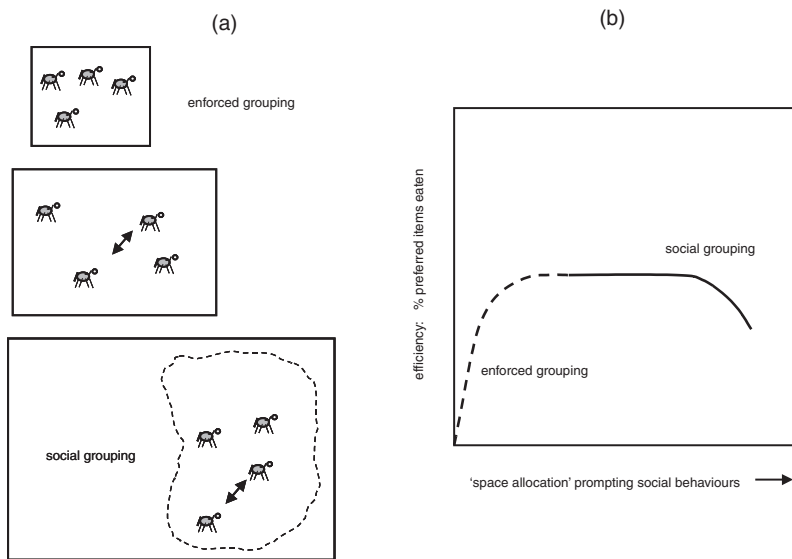 (a)
enforced grouping
social grouping
(b)
efficiency: % preferred items eaten
social grouping
enforced grouping
‘space allocation’ prompting social behaviours